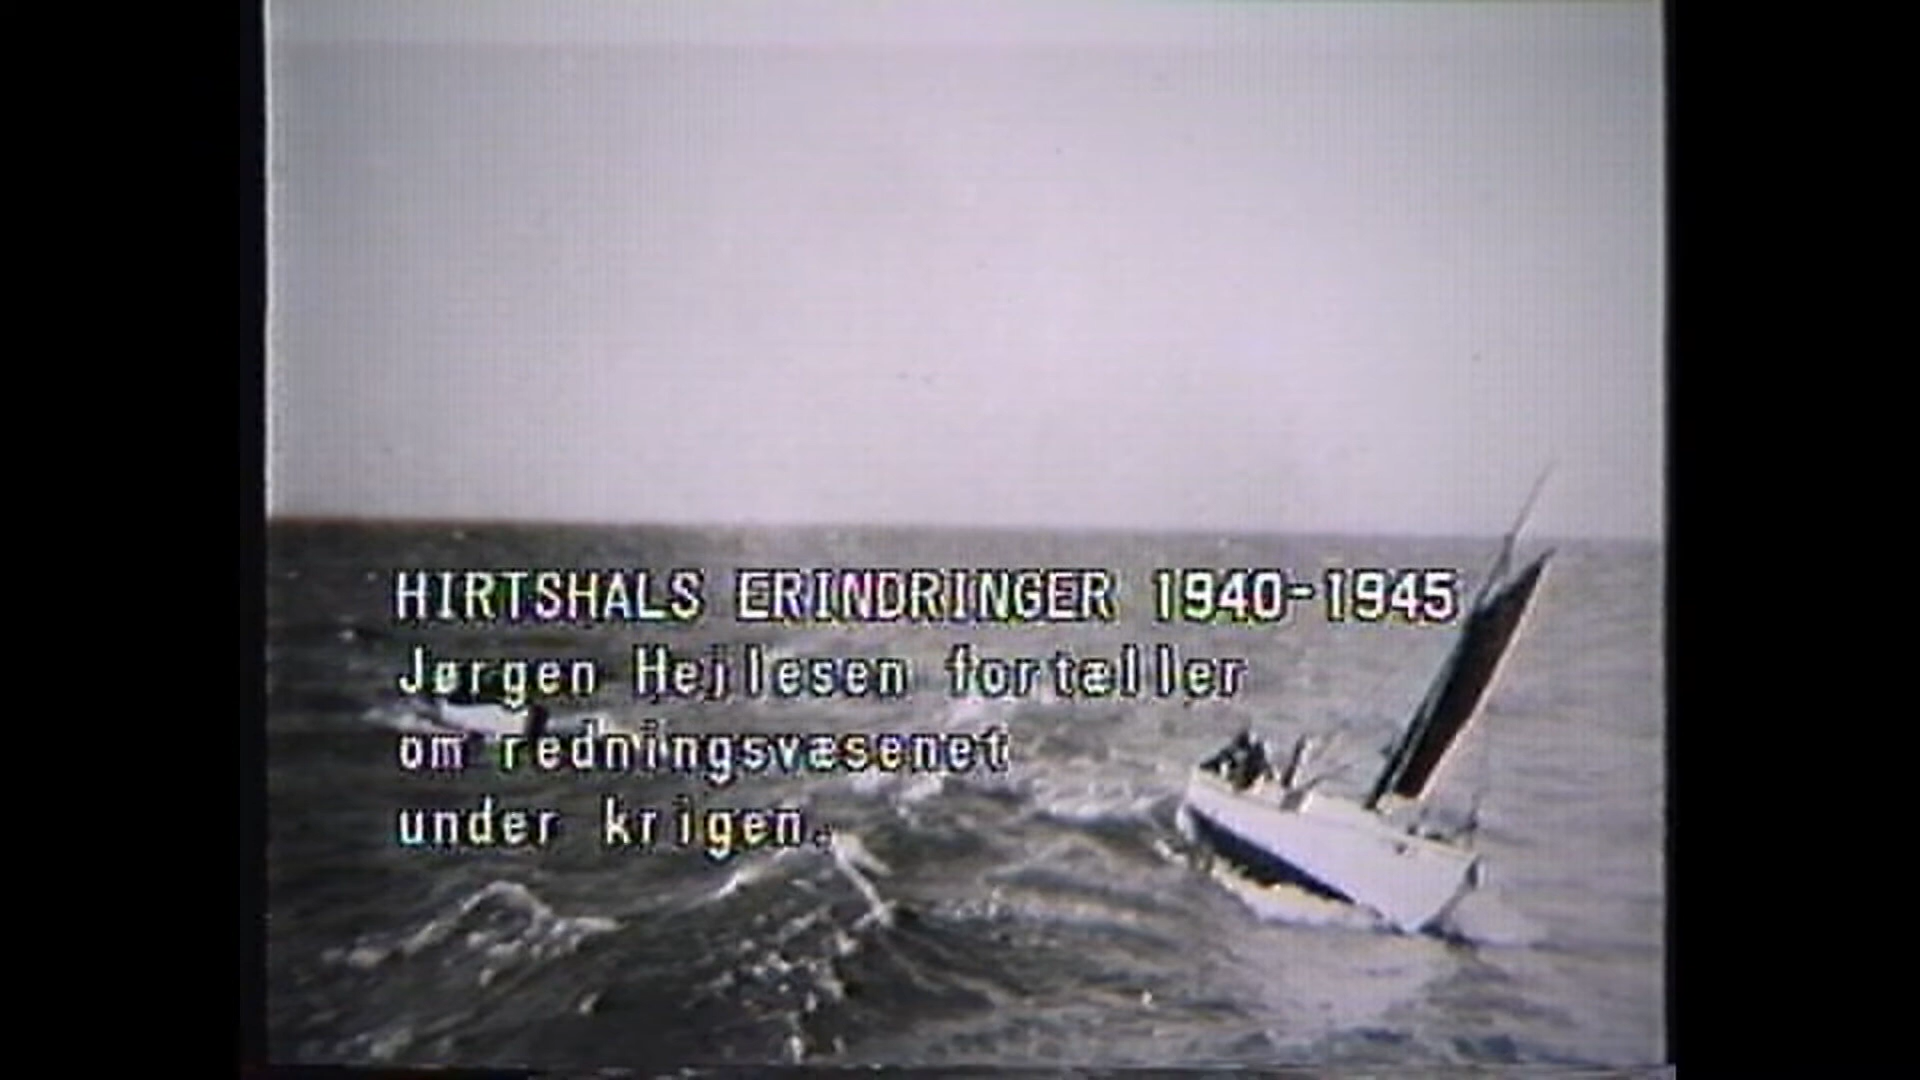 HIRTSHALS ERINDRINGER 1940-1945
Jørgen Hejlesen fortæller
om redningsvæsenet
under krigen.